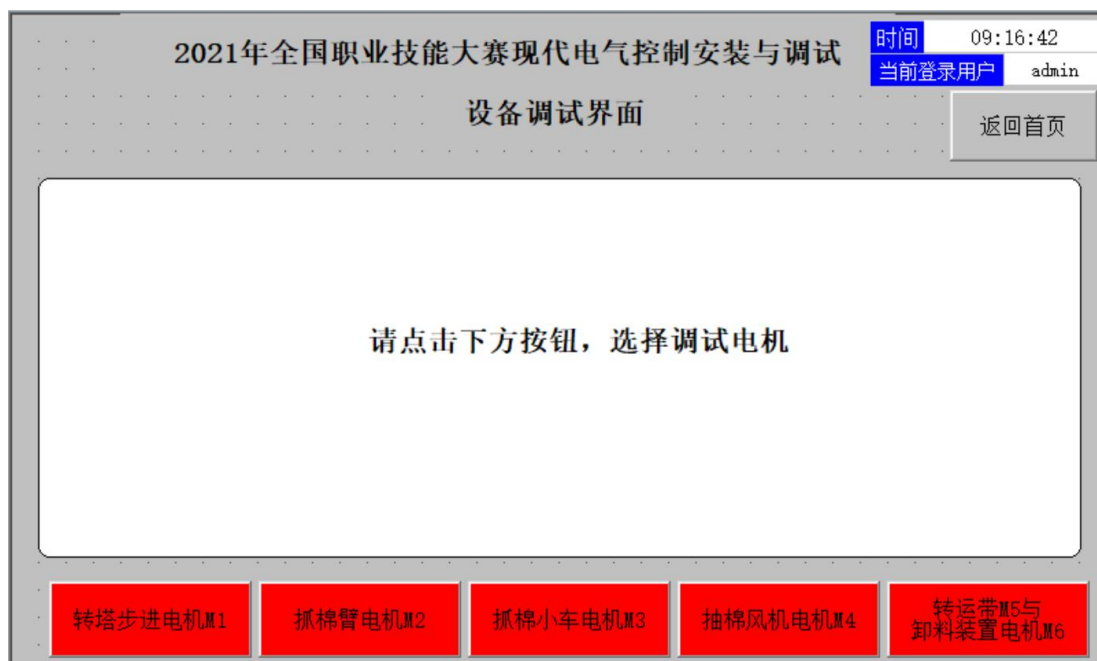 2021年全国职业技能大赛现代电气控制安装与调试
时间 09:16:42
当前登录用户 admin
设备调试界面
返回首页
请点击下方按钮，选择调试电机
转塔步进电机M1
抓棉臂电机M2
抓棉小车电机M3
抽棉风机电机M4
转运带M5与
卸料装置电机M6